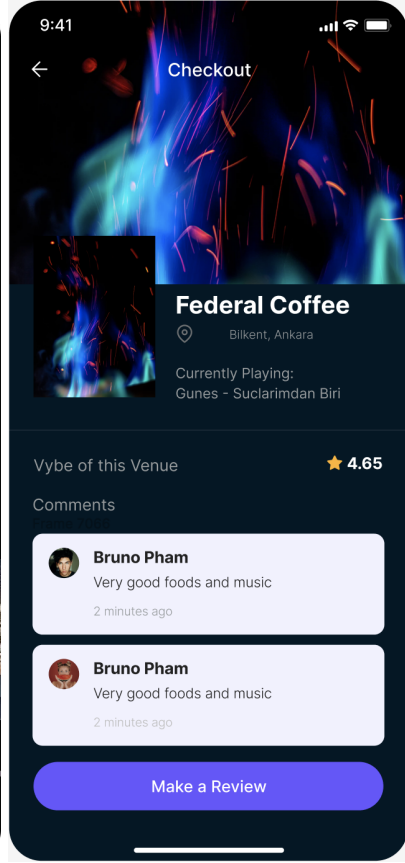 9:41
Checkout
Federal Coffee
Bilkent, Ankara
Currently Playing:
Gunes - Suclarimdan Biri
Vybe of this Venue
4.65
Comments
Frame 2088
Bruno Pham
Very good foods and music
2 minutes ago
Bruno Pham
Very good foods and music
2 minutes ago
Make a Review